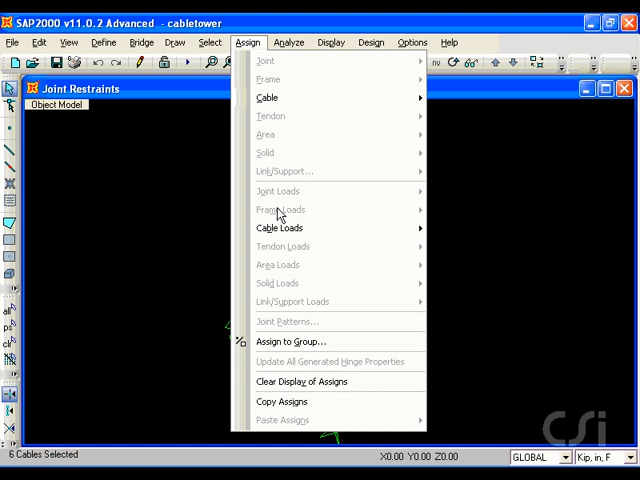 SAP2000 v11.0.2 Advanced - cabletower
File Edit View Define Bridge Draw Select Assign Analyze Display Design Options Help
Joint Restraints
Object Model
Joint
Frame
Cable
Tendon
Area
Solid
Link/Support...
Joint Loads
Frame Loads
Cable Loads
Tendon Loads
Area Loads
Solid Loads
Link/Support Loads
Joint Patterns...
Assign to Group...
Update All Generated Hinge Properties
Clear Display of Assigns
Copy Assigns
Paste Assigns
all
ps
clr
nv
CSi
6 Cables Selected
X0.00 Y0.00 Z0.00
GLOBAL
Kip, in, F